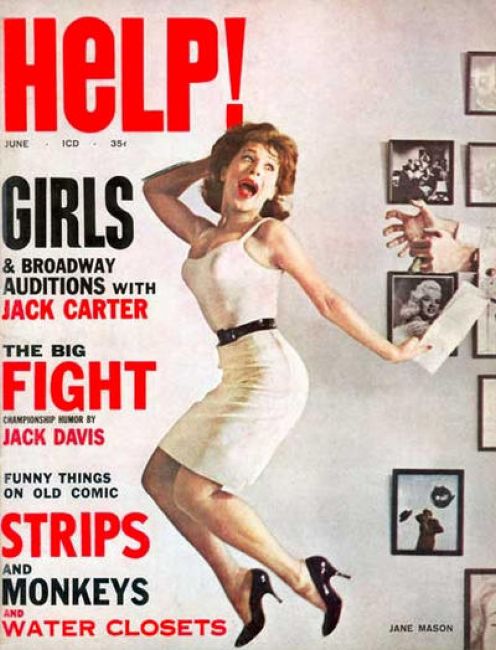 HeLP!
JUNE · ICD · 35¢
GIRLS
& BROADWAY
AUDITIONS WITH
JACK CARTER
THE BIG
FIGHT
CHAMPIONSHIP HUMOR BY
JACK DAVIS
FUNNY THINGS
ON OLD COMIC
STRIPS
AND
MONKEYS
AND
WATER CLOSETS
JANE MASON